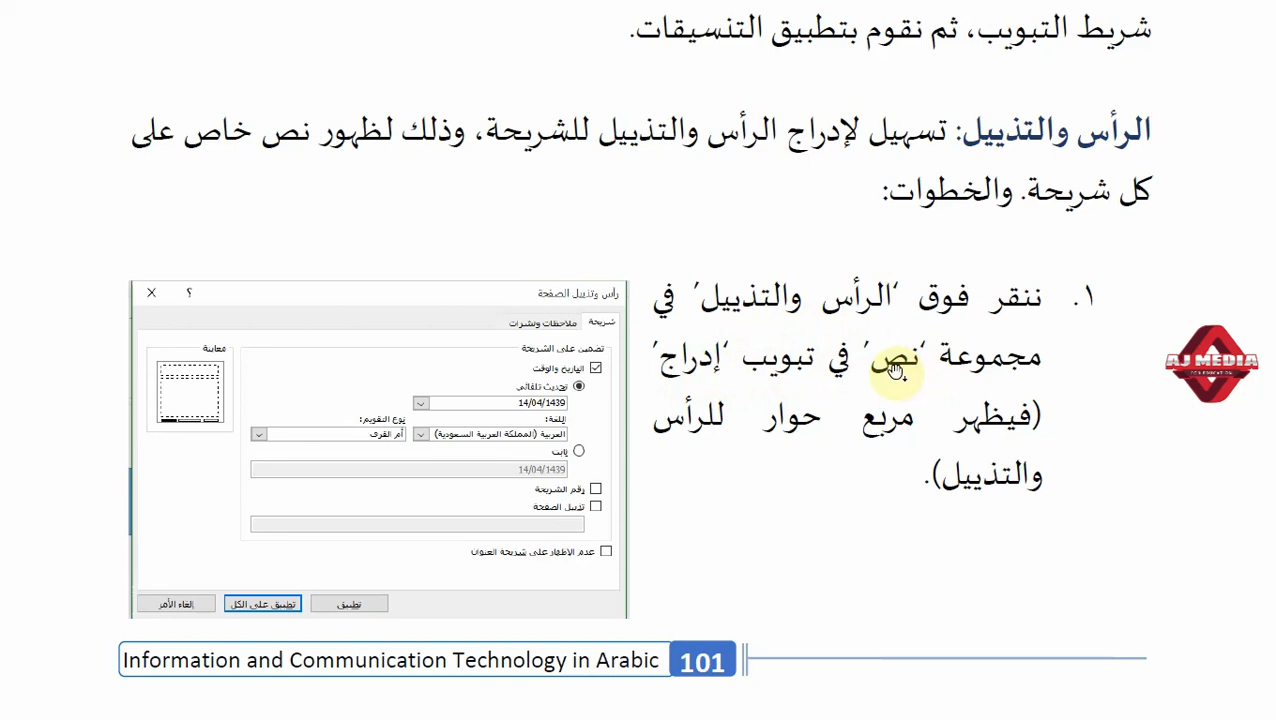 شريط التبويب، ثم نقوم بتطبيق التنسيقات.
الرأس والتذييل: تسهيل لإدراج الرأس والتذييل للشريحة، وذلك لظهور نص خاص على
كل شريحة. والخطوات:
١. ننقر فوق ‘الرأس والتذييل’ في
مجموعة ‘نص’ في تبويب ‘إدراج’
(فيظهر مربع حوار للرأس
والتذييل).
رأس وتذييل الصفحة ؟
شريحة ملاحظات ونشرات
تضمين على الشريحة
معاينة
التاريخ والوقت
تحديث تلقائي
14/04/1439
اللغة: نوع التقويم:
العربية (المملكة العربية السعودية) أم القرى
ثابت
14/04/1439
رقم الشريحة
تذييل الصفحة
عدم الاظهار على شريحة العنوان
تطبيق تطبيق على الكل إلغاء الأمر
AJ MEDIA
FOR EDUCATION
Information and Communication Technology in Arabic 101